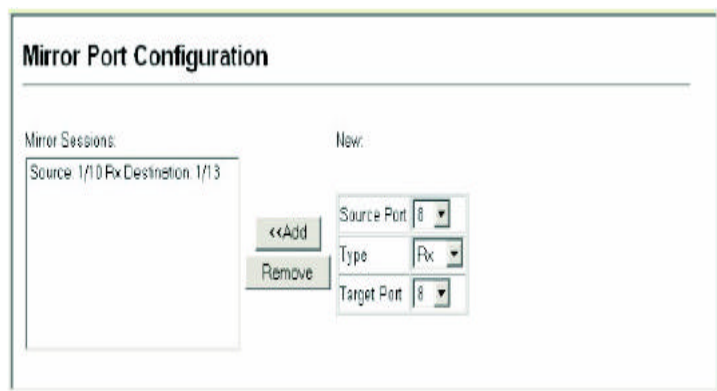 Mirror Port Configuration
Mirror Sessions:
New:
Source: 1/10 Rx Destination: 1/13
<<Add
Remove
Source Port 8
Type Rx
Target Port 8